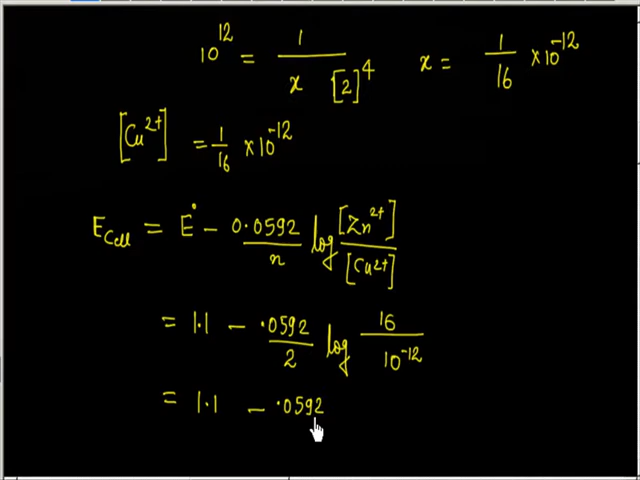 10^12 = 1 / x [2]^4    x = 1/16 × 10^-12
[Cu^2+] = 1/16 × 10^-12
E_Cell = E° - 0.0592/n log [Zn^2+]/[Cu^2+]
= 1.1 - .0592/2 log 16/10^-12
= 1.1 - .0592